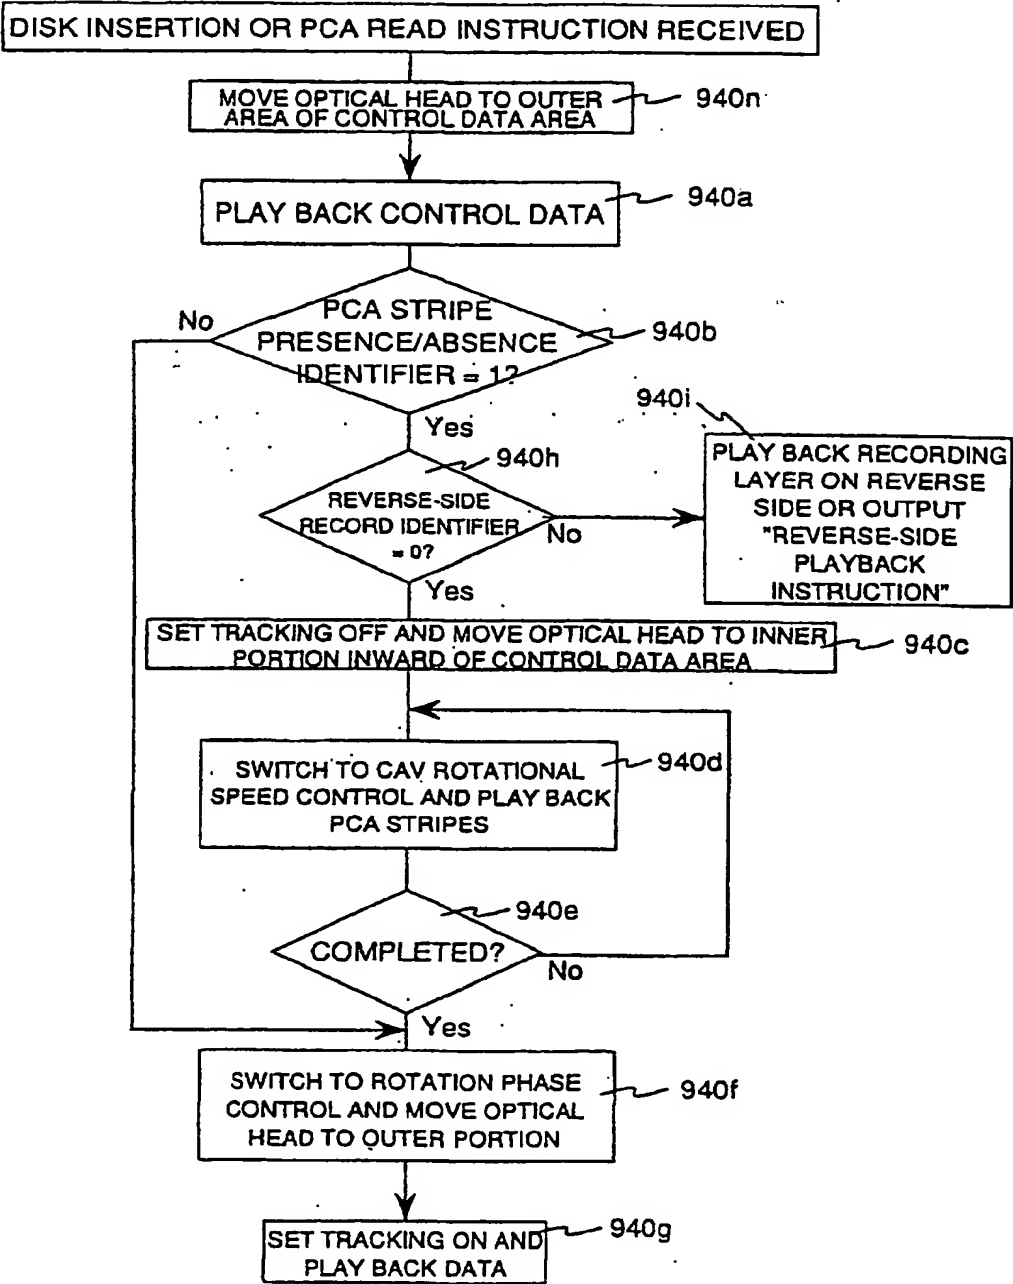 DISK INSERTION OR PCA READ INSTRUCTION RECEIVED
MOVE OPTICAL HEAD TO OUTER
AREA OF CONTROL DATA AREA
940n
PLAY BACK CONTROL DATA
940a
PCA STRIPE
PRESENCE/ABSENCE
IDENTIFIER = 1?
No
940b
Yes
940i
PLAY BACK RECORDING
LAYER ON REVERSE
SIDE OR OUTPUT
"REVERSE-SIDE
PLAYBACK
INSTRUCTION"
940h
REVERSE-SIDE
RECORD IDENTIFIER
= 0?
No
Yes
SET TRACKING OFF AND MOVE OPTICAL HEAD TO INNER
PORTION INWARD OF CONTROL DATA AREA
940c
SWITCH TO CAV ROTATIONAL
SPEED CONTROL AND PLAY BACK
PCA STRIPES
940d
940e
COMPLETED?
No
Yes
SWITCH TO ROTATION PHASE
CONTROL AND MOVE OPTICAL
HEAD TO OUTER PORTION
940f
SET TRACKING ON AND
PLAY BACK DATA
940g